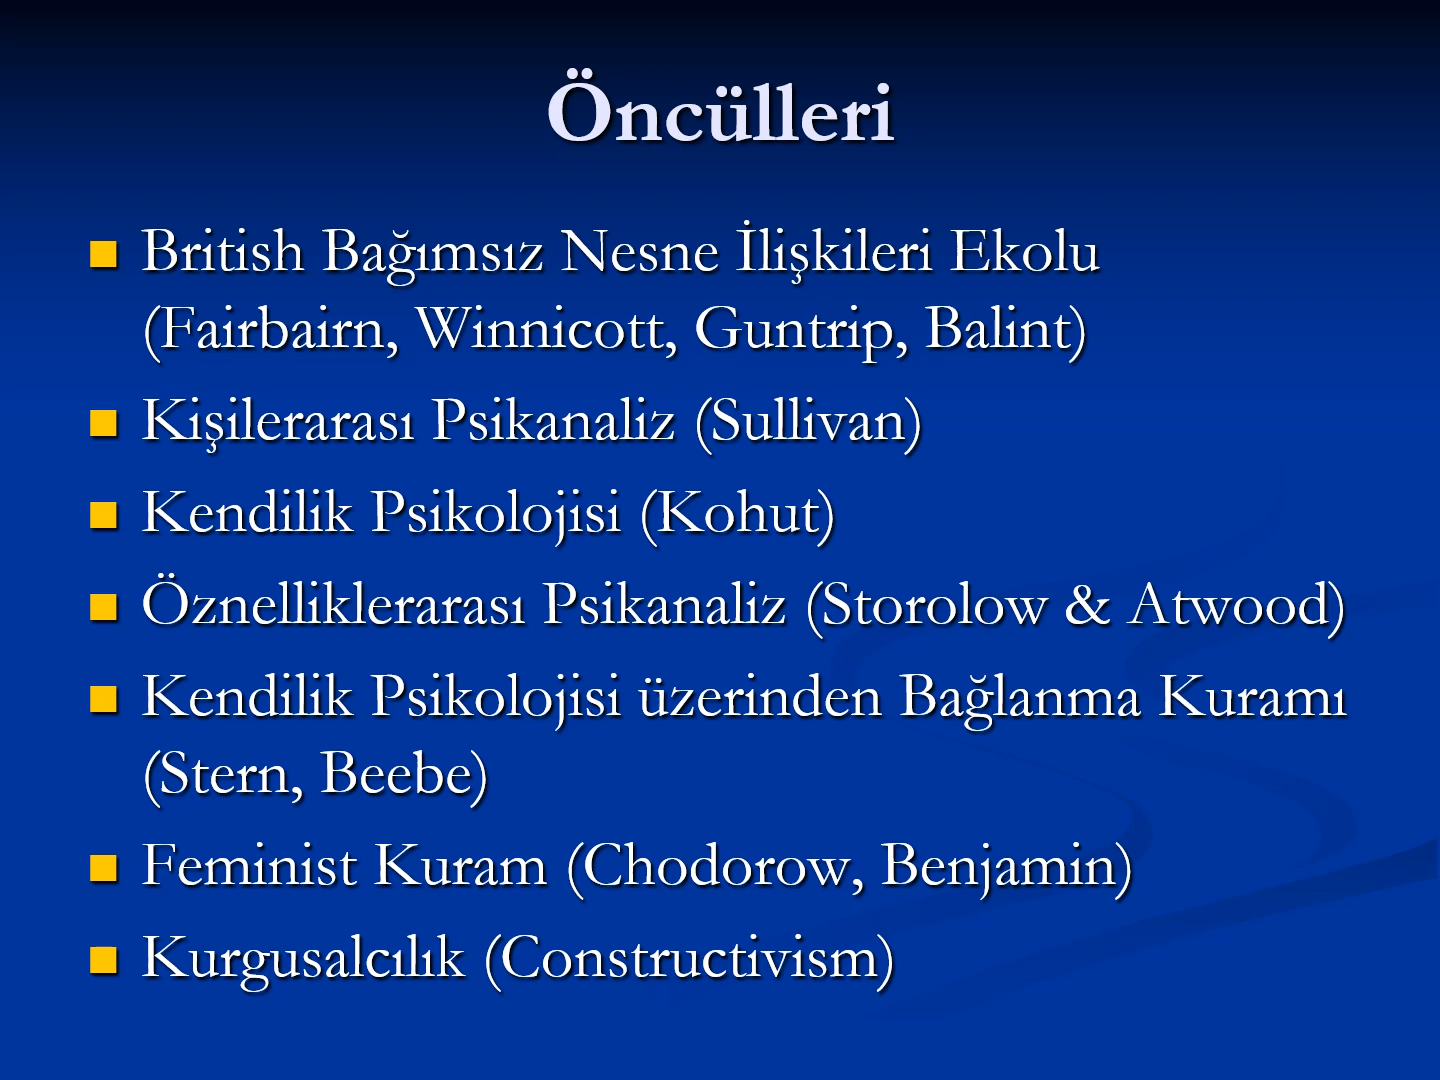 Öncülleri
British Bağımsız Nesne İlişkileri Ekolu
(Fairbairn, Winnicott, Guntrip, Balint)
Kişilerarası Psikanaliz (Sullivan)
Kendilik Psikolojisi (Kohut)
Öznelliklerarası Psikanaliz (Storolow & Atwood)
Kendilik Psikolojisi üzerinden Bağlanma Kuramı
(Stern, Beebe)
Feminist Kuram (Chodorow, Benjamin)
Kurgusalcılık (Constructivism)